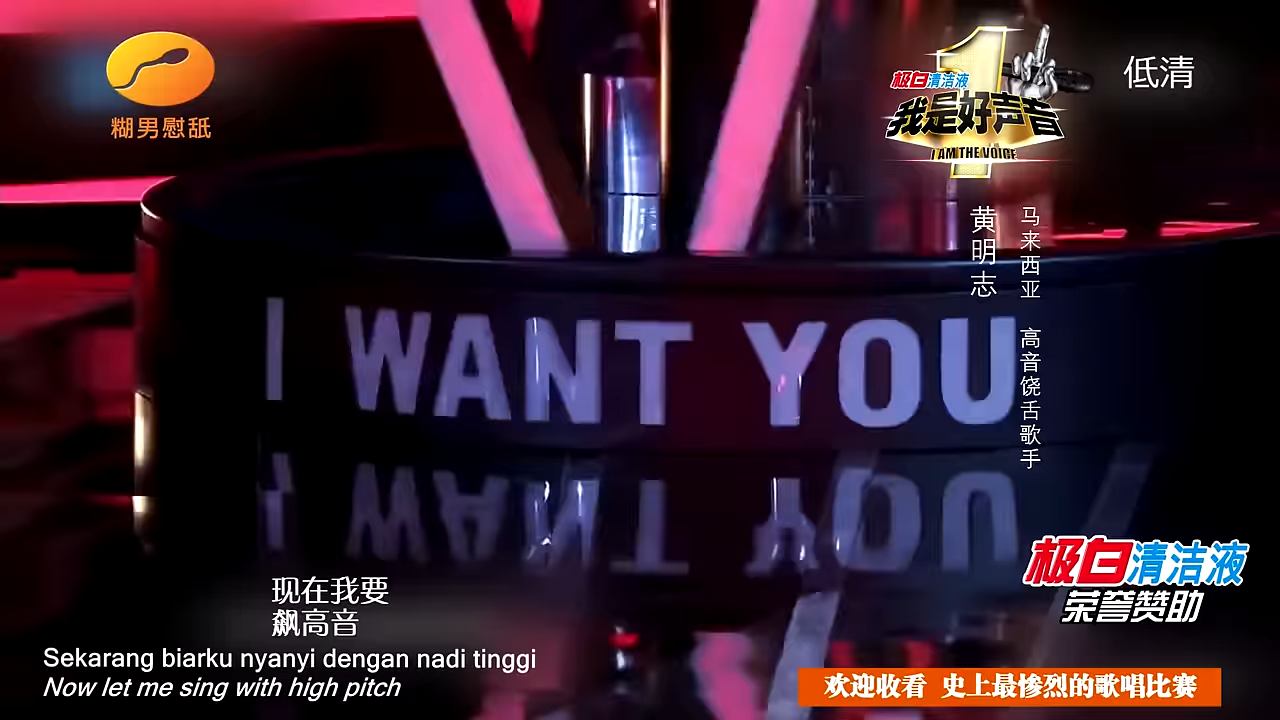 糊男慰舐
极白清洁液
我是好声音
I AM THE VOICE
1
低清
黄明志
马来西亚 高音饶舌歌手
I WANT YOU
极白清洁液
荣誉赞助
现在我要
飙高音
Sekarang biarku nyanyi dengan nadi tinggi
Now let me sing with high pitch
欢迎收看 史上最惨烈的歌唱比赛